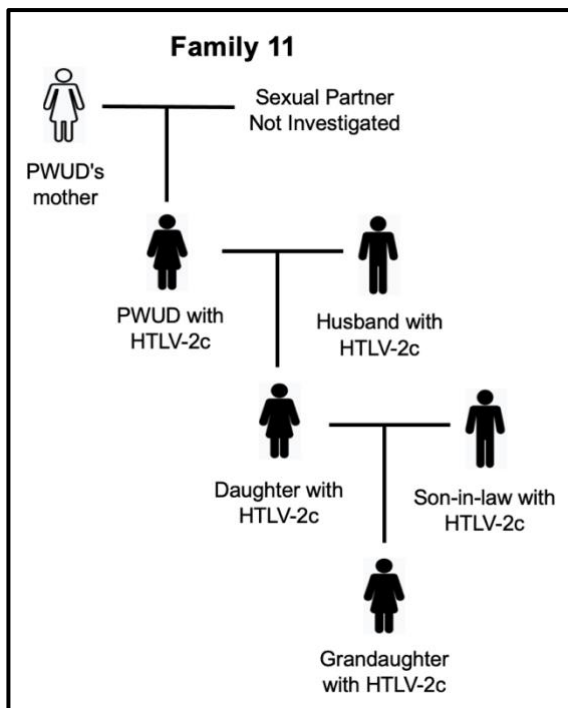 Family 11
Sexual Partner
Not Investigated
PWUD's
mother
PWUD with
HTLV-2c
Husband with
HTLV-2c
Daughter with
HTLV-2c
Son-in-law with
HTLV-2c
Grandaughter
with HTLV-2c